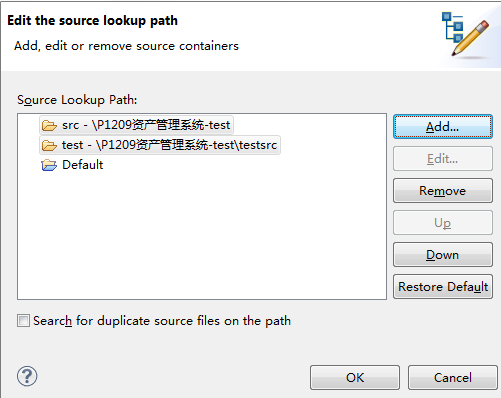 Edit the source lookup path
Add, edit or remove source containers
Source Lookup Path:
src - \P1209资产管理系统-test
test - \P1209资产管理系统-test\testsrc
Default
Add...
Edit...
Remove
Up
Down
Restore Default
Search for duplicate source files on the path
?
OK
Cancel